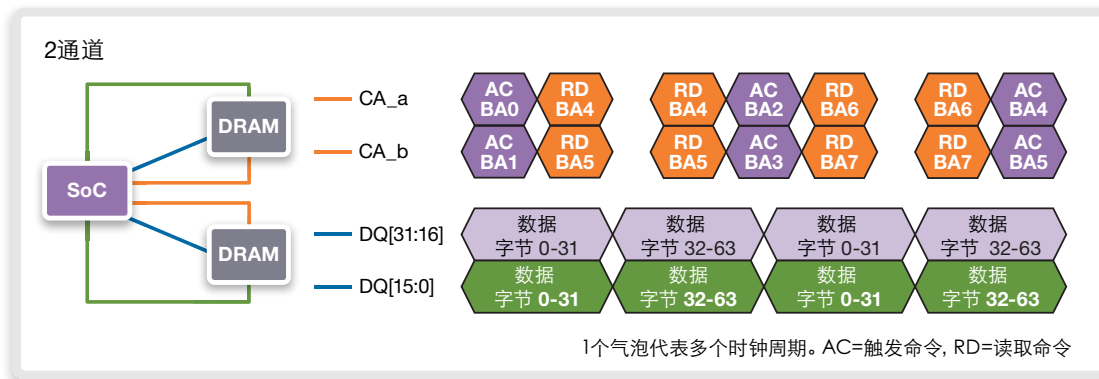 2通道
DRAM
SoC
DRAM
CA_a
CA_b
DQ[31:16]
DQ[15:0]
AC BA0
RD BA4
RD BA4
AC BA2
RD BA6
RD BA6
AC BA4
AC BA1
RD BA5
RD BA5
AC BA3
RD BA7
RD BA7
AC BA5
数据
字节 0-31
数据
字节 32-63
数据
字节 0-31
数据
字节 32-63
数据
字节 0-31
数据
字节 32-63
数据
字节 0-31
数据
字节 32-63
1个气泡代表多个时钟周期。AC=触发命令, RD=读取命令